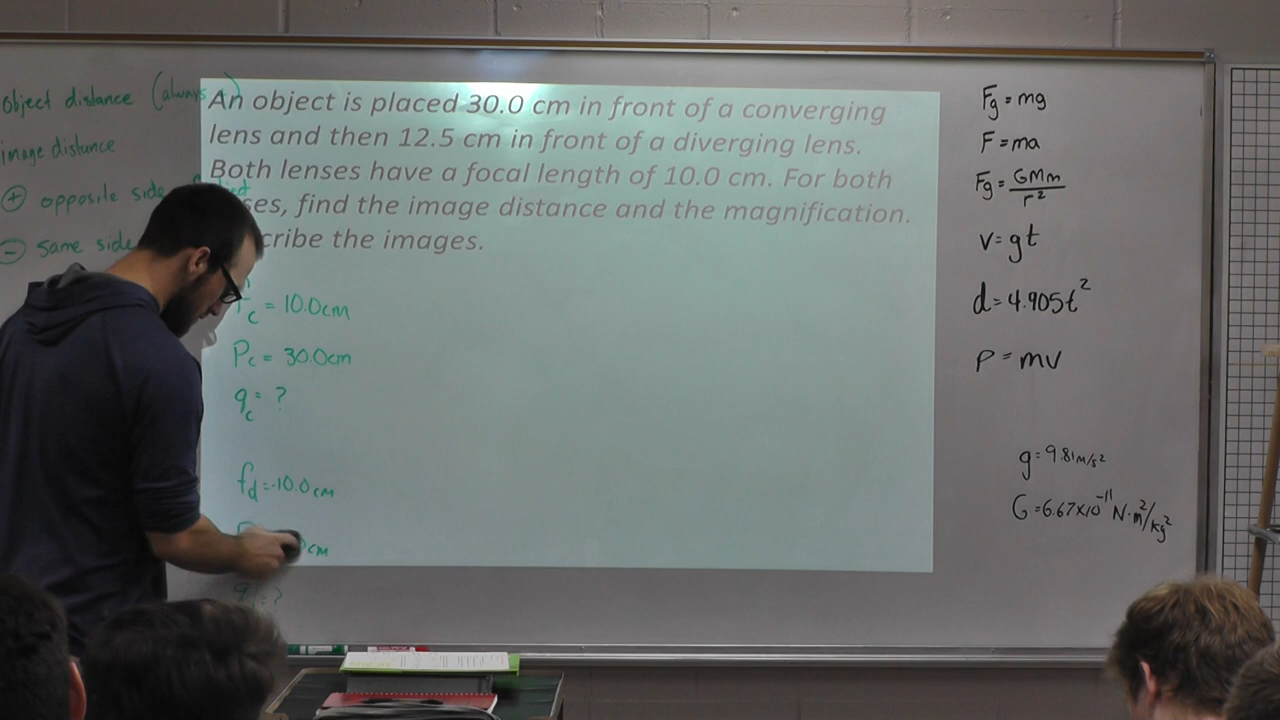 object distance (always
image distance
⊕ opposite side
⊖ same side
An object is placed 30.0 cm in front of a converging
lens and then 12.5 cm in front of a diverging lens.
Both lenses have a focal length of 10.0 cm. For both
ses, find the image distance and the magnification.
cribe the images.
fc = 10.0cm
Pc = 30.0cm
qc = ?
fd = -10.0cm
cm
q = ?
Fg = mg
F = ma
Fg = GMm/r²
v = gt
d = 4.905t²
P = mv
g = 9.81m/s²
G = 6.67x10⁻¹¹ N·m²/kg²